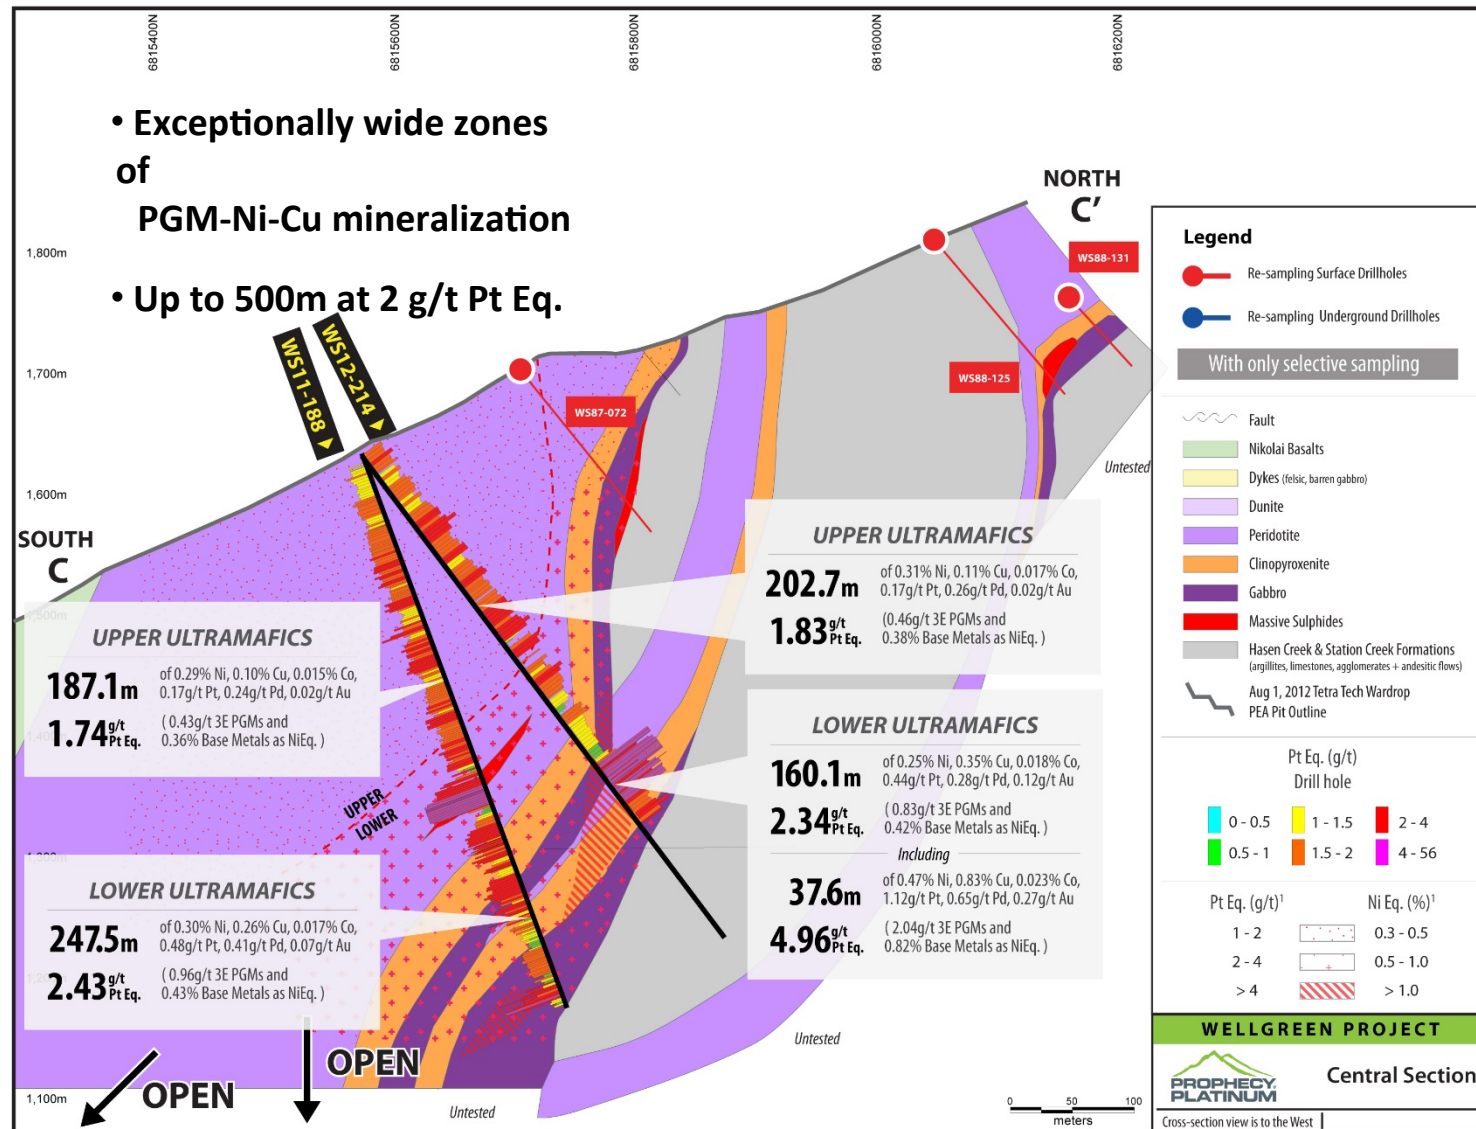 6815400N
6815600N
6815800N
6816000N
6816200N
• Exceptionally wide zones
of
PGM-Ni-Cu mineralization
• Up to 500m at 2 g/t Pt Eq.
1,800m
1,700m
1,600m
1,500m
1,400m
1,300m
1,200m
1,100m
SOUTH
C
NORTH
C'
WS11-188
WS12-214
WS87-072
WS88-125
WS88-131
Untested
UPPER ULTRAMAFICS
187.1m
of 0.29% Ni, 0.10% Cu, 0.015% Co,
0.17g/t Pt, 0.24g/t Pd, 0.02g/t Au
1.74 g/t Pt Eq.
( 0.43g/t 3E PGMs and
0.36% Base Metals as NiEq. )
LOWER ULTRAMAFICS
247.5m
of 0.30% Ni, 0.26% Cu, 0.017% Co,
0.48g/t Pt, 0.41g/t Pd, 0.07g/t Au
2.43 g/t Pt Eq.
( 0.96g/t 3E PGMs and
0.43% Base Metals as NiEq. )
UPPER
LOWER
UPPER ULTRAMAFICS
202.7m
of 0.31% Ni, 0.11% Cu, 0.017% Co,
0.17g/t Pt, 0.26g/t Pd, 0.02g/t Au
1.83 g/t Pt Eq.
(0.46g/t 3E PGMs and
0.38% Base Metals as NiEq. )
LOWER ULTRAMAFICS
160.1m
of 0.25% Ni, 0.35% Cu, 0.018% Co,
0.44g/t Pt, 0.28g/t Pd, 0.12g/t Au
2.34 g/t Pt Eq.
( 0.83g/t 3E PGMs and
0.42% Base Metals as NiEq. )
Including
37.6m
of 0.47% Ni, 0.83% Cu, 0.023% Co,
1.12g/t Pt, 0.65g/t Pd, 0.27g/t Au
4.96 g/t Pt Eq.
( 2.04g/t 3E PGMs and
0.82% Base Metals as NiEq. )
OPEN
OPEN
Untested
Untested
0 50 100
meters
Legend
Re-sampling Surface Drillholes
Re-sampling Underground Drillholes
With only selective sampling
Fault
Nikolai Basalts
Dykes (felsic, barren gabbro)
Dunite
Peridotite
Clinopyroxenite
Gabbro
Massive Sulphides
Hasen Creek & Station Creek Formations
(argillites, limestones, agglomerates + andesitic flows)
Aug 1, 2012 Tetra Tech Wardrop
PEA Pit Outline
Pt Eq. (g/t)
Drill hole
0 - 0.5 1 - 1.5 2 - 4
0.5 - 1 1.5 - 2 4 - 56
Pt Eq. (g/t)¹ Ni Eq. (%)¹
1 - 2 0.3 - 0.5
2 - 4 0.5 - 1.0
> 4 > 1.0
WELLGREEN PROJECT
PROPHECY
PLATINUM
Central Section
Cross-section view is to the West